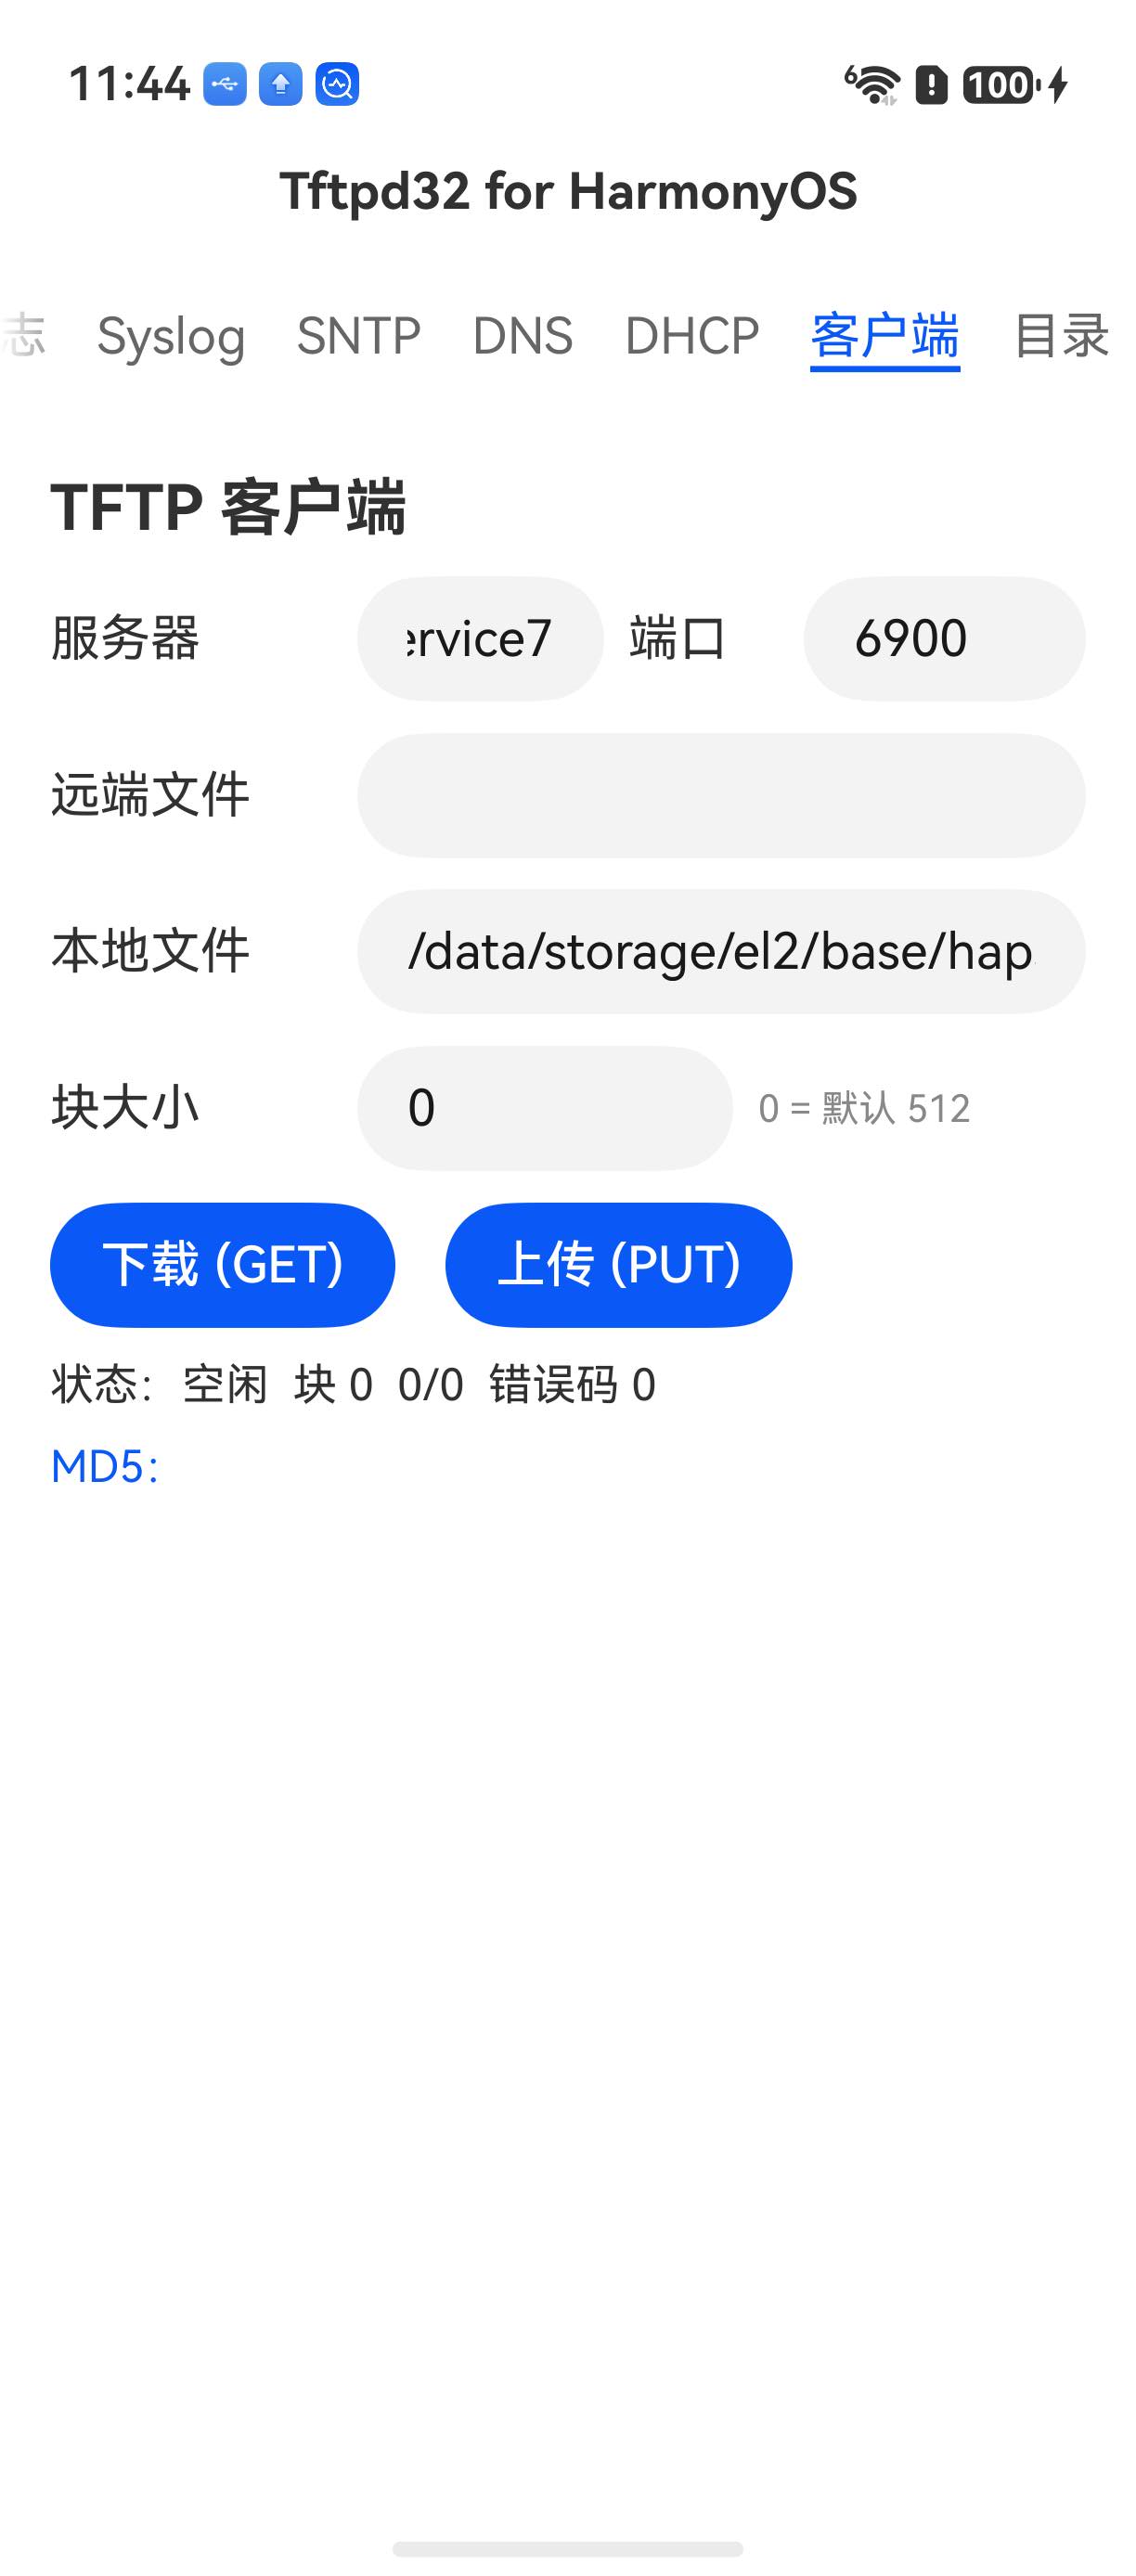 11:44
6
100
Tftpd32 for HarmonyOS
志 Syslog SNTP DNS DHCP 客户端 目录
TFTP 客户端
服务器 ervice7 端口 6900
远端文件
本地文件 /data/storage/el2/base/hap
块大小 0 0 = 默认 512
下载 (GET) 上传 (PUT)
状态： 空闲 块 0 0/0 错误码 0
MD5：